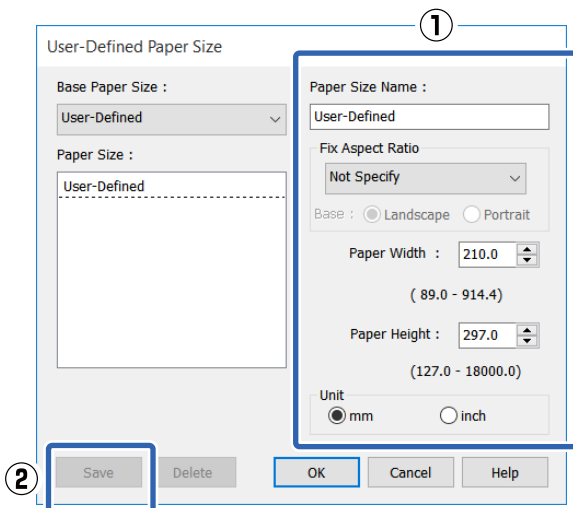 ①
User-Defined Paper Size
Base Paper Size :
User-Defined
Paper Size :
User-Defined
Paper Size Name :
User-Defined
Fix Aspect Ratio
Not Specify
Base : Landscape Portrait
Paper Width : 210.0
( 89.0 - 914.4)
Paper Height : 297.0
(127.0 - 18000.0)
Unit
mm inch
②
Save Delete OK Cancel Help